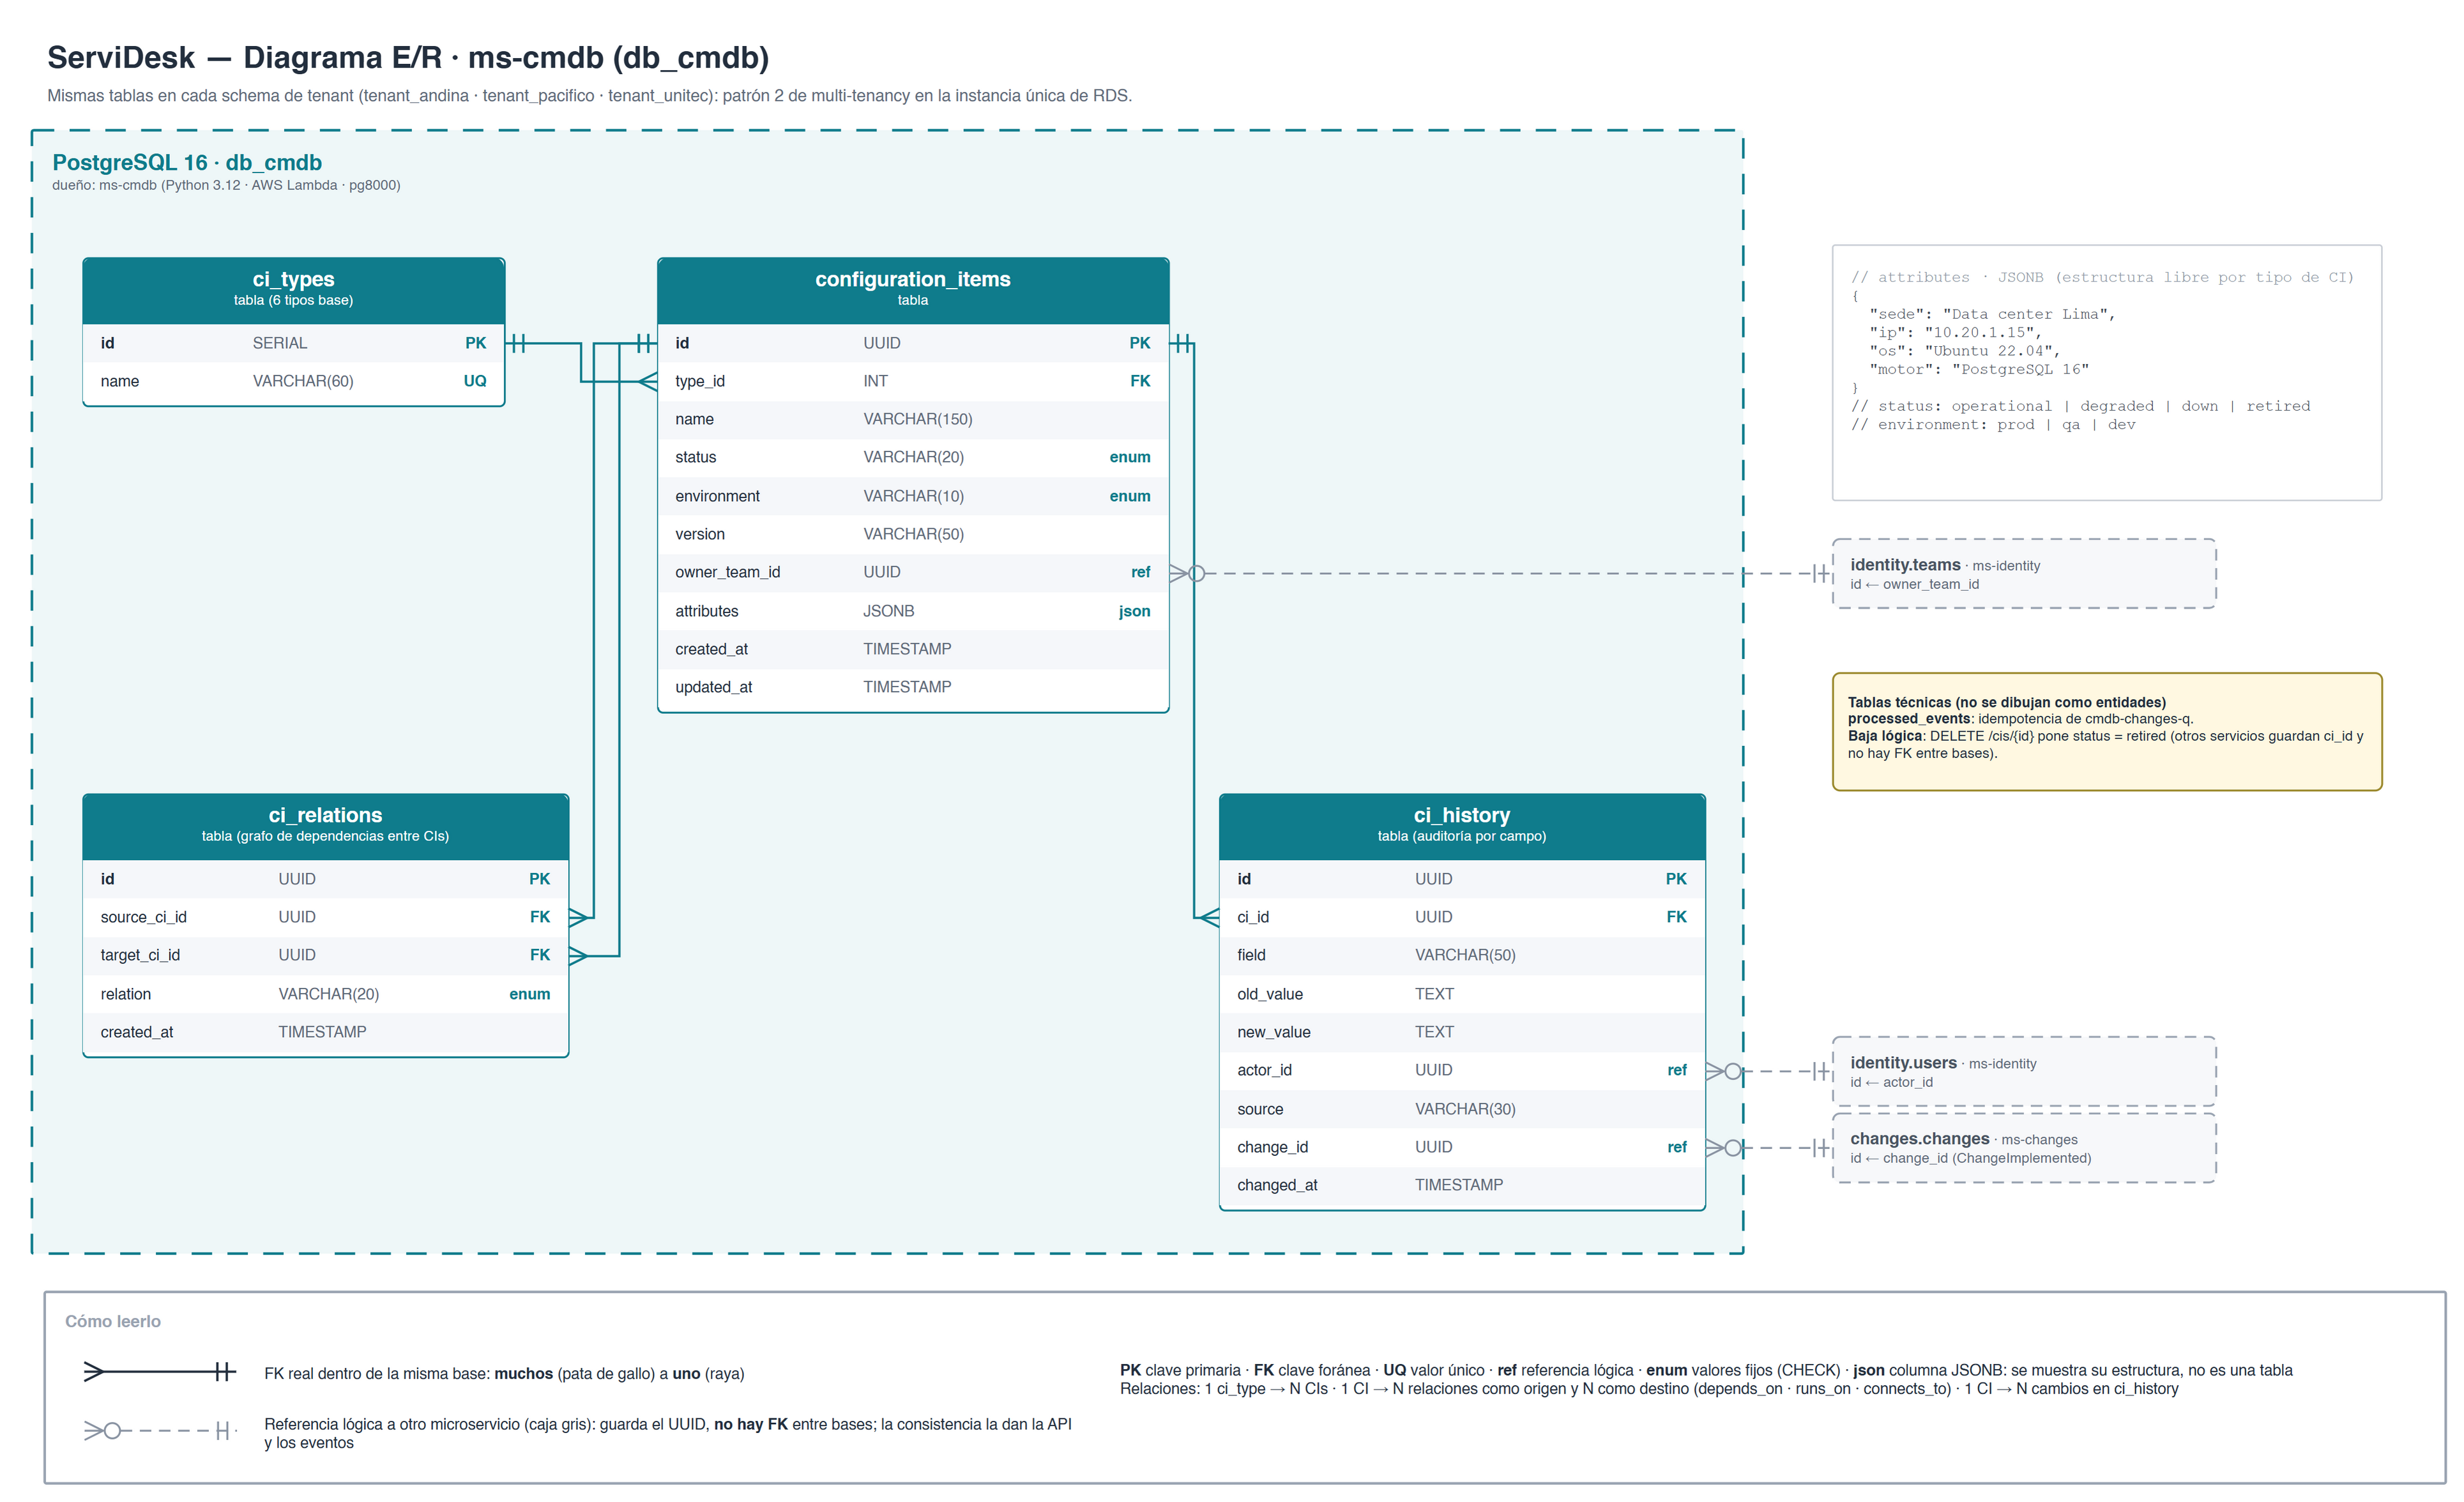 ServiDesk — Diagrama E/R · ms-cmdb (db_cmdb)
Mismas tablas en cada schema de tenant (tenant_andina · tenant_pacifico · tenant_unitec): patrón 2 de multi-tenancy en la instancia única de RDS.
PostgreSQL 16 · db_cmdb
dueño: ms-cmdb (Python 3.12 · AWS Lambda · pg8000)
ci_types
tabla (6 tipos base)
id SERIAL PK
name VARCHAR(60) UQ
configuration_items
tabla
id UUID PK
type_id INT FK
name VARCHAR(150)
status VARCHAR(20) enum
environment VARCHAR(10) enum
version VARCHAR(50)
owner_team_id UUID ref
attributes JSONB json
created_at TIMESTAMP
updated_at TIMESTAMP
// attributes · JSONB (estructura libre por tipo de CI)
{
"sede": "Data center Lima",
"ip": "10.20.1.15",
"os": "Ubuntu 22.04",
"motor": "PostgreSQL 16"
}
// status: operational | degraded | down | retired
// environment: prod | qa | dev
identity.teams · ms-identity
id ← owner_team_id
Tablas técnicas (no se dibujan como entidades)
processed_events: idempotencia de cmdb-changes-q.
Baja lógica: DELETE /cis/{id} pone status = retired (otros servicios guardan ci_id y
no hay FK entre bases).
ci_relations
tabla (grafo de dependencias entre CIs)
id UUID PK
source_ci_id UUID FK
target_ci_id UUID FK
relation VARCHAR(20) enum
created_at TIMESTAMP
ci_history
tabla (auditoría por campo)
id UUID PK
ci_id UUID FK
field VARCHAR(50)
old_value TEXT
new_value TEXT
actor_id UUID ref
source VARCHAR(30)
change_id UUID ref
changed_at TIMESTAMP
identity.users · ms-identity
id ← actor_id
changes.changes · ms-changes
id ← change_id (ChangeImplemented)
Cómo leerlo
FK real dentro de la misma base: muchos (pata de gallo) a uno (raya)
Referencia lógica a otro microservicio (caja gris): guarda el UUID, no hay FK entre bases; la consistencia la dan la API
y los eventos
PK clave primaria · FK clave foránea · UQ valor único · ref referencia lógica · enum valores fijos (CHECK) · json columna JSONB: se muestra su estructura, no es una tabla
Relaciones: 1 ci_type → N CIs · 1 CI → N relaciones como origen y N como destino (depends_on · runs_on · connects_to) · 1 CI → N cambios en ci_history